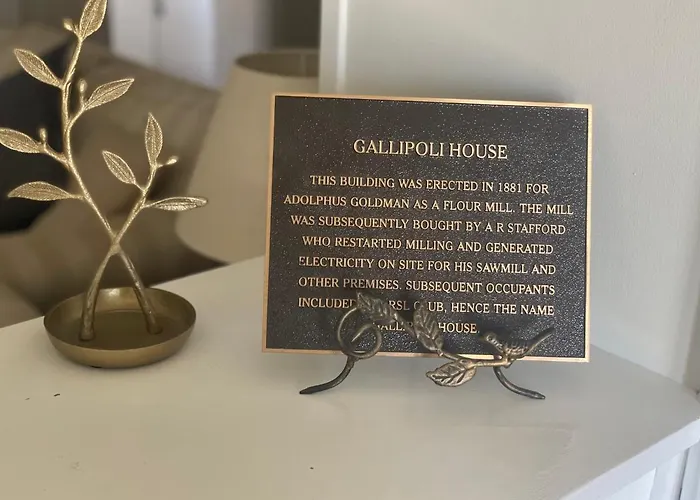 GALLIPOLI HOUSE
THIS BUILDING WAS ERECTED IN 1881 FOR
ADOLPHUS GOLDMAN AS A FLOUR MILL. THE MILL
WAS SUBSEQUENTLY BOUGHT BY A R STAFFORD
WHO RESTARTED MILLING AND GENERATED
ELECTRICITY ON SITE FOR HIS SAWMILL AND
OTHER PREMISES. SUBSEQUENT OCCUPANTS
INCLUDED RSL CLUB, HENCE THE NAME
HOUSE.